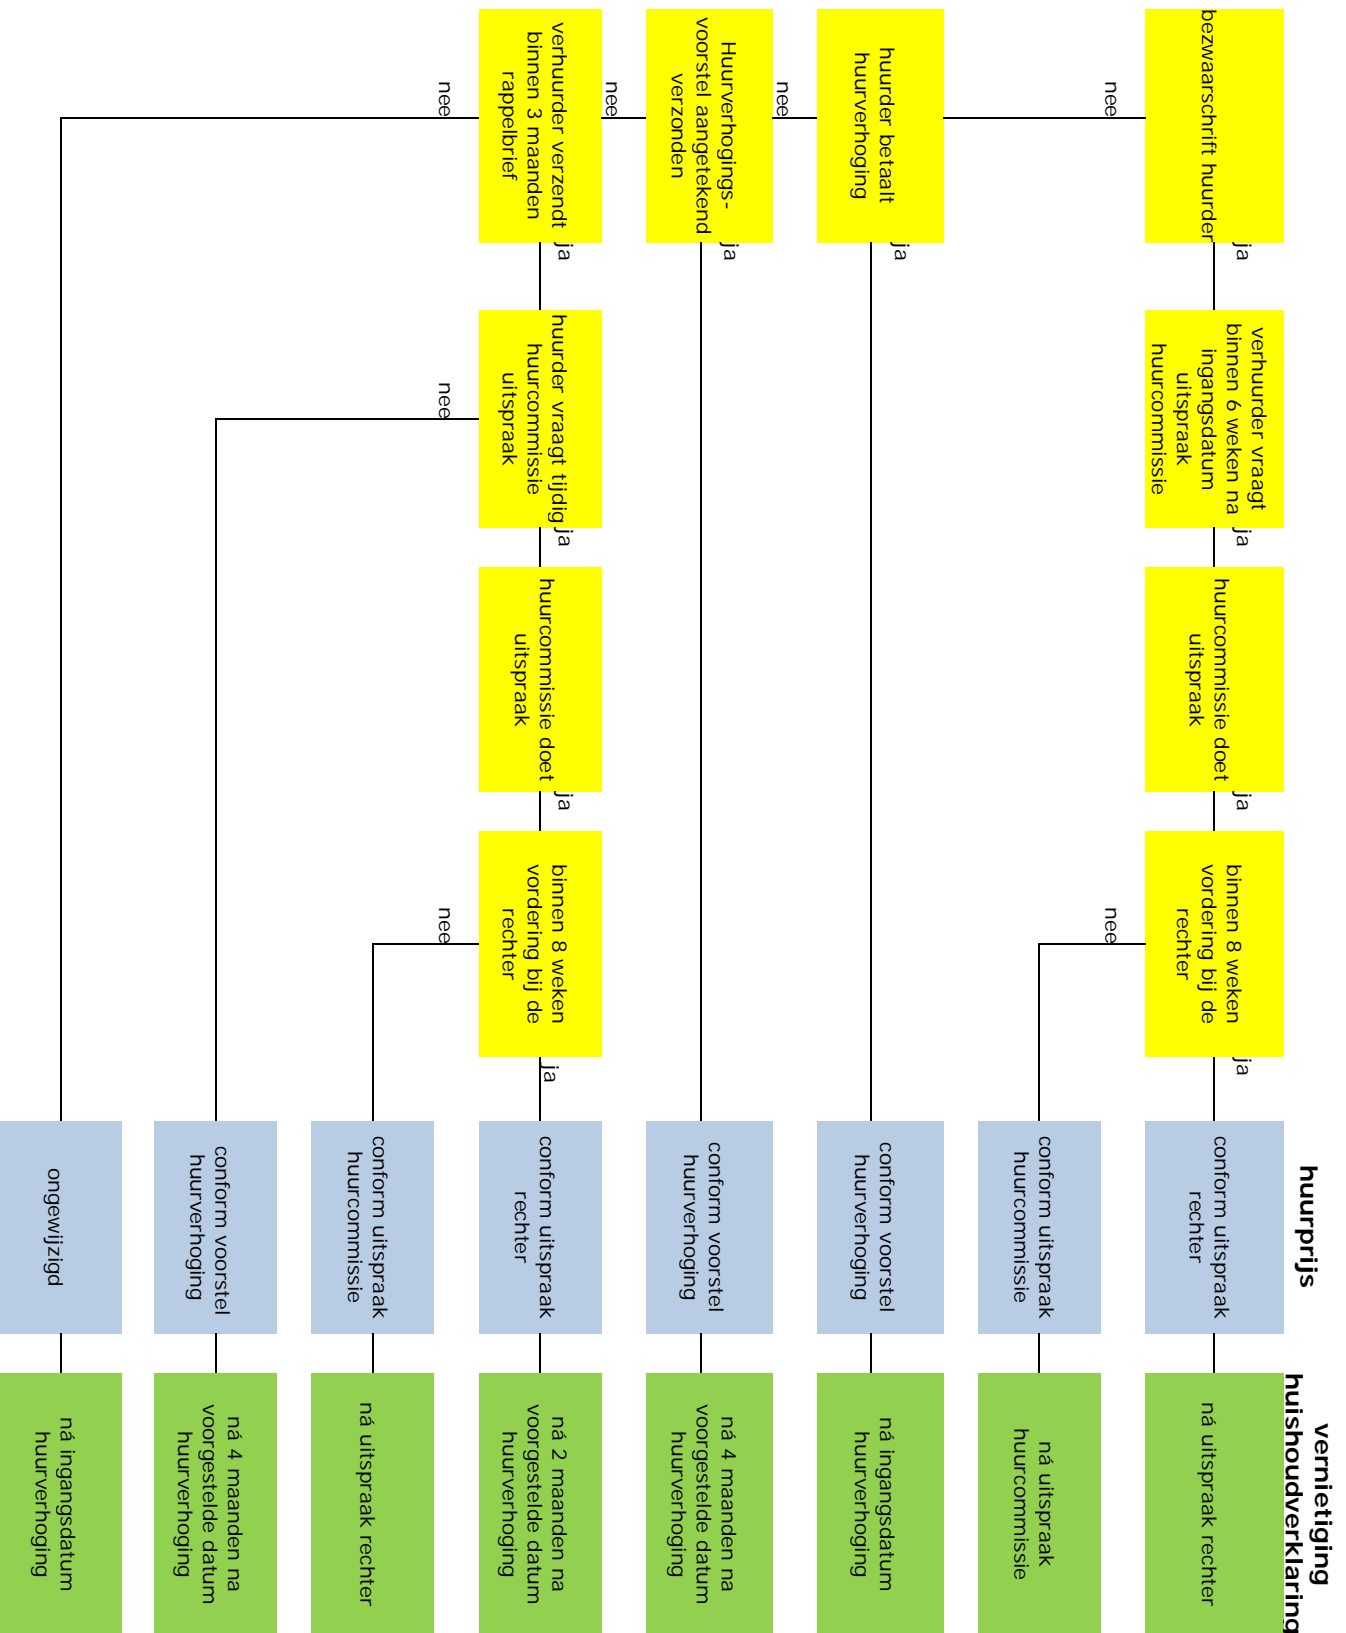 huurprijs
vernietiging
huishoudverklaring
bezwaarschrift huurder
ja
verhuurder vraagt
binnen 6 weken na
ingangsdatum
uitspraak
huurcommissie
ja
huurcommissie doet
uitspraak
ja
binnen 8 weken
vordering bij de
rechter
ja
conform uitspraak
rechter
ná uitspraak rechter
nee
nee
conform uitspraak
huurcommissie
ná uitspraak
huurcommissie
huurder betaalt
huurverhoging
ja
conform voorstel
huurverhoging
ná ingangsdatum
huurverhoging
nee
Huurverhogings-
voorstel aangetekend
verzonden
ja
conform voorstel
huurverhoging
ná 4 maanden na
voorgestelde datum
huurverhoging
nee
verhuurder verzendt
binnen 3 maanden
rappelbrief
ja
huurder vraagt tijdig
huurcommissie
uitspraak
ja
huurcommissie doet
uitspraak
ja
binnen 8 weken
vordering bij de
rechter
ja
conform uitspraak
rechter
ná 2 maanden na
voorgestelde datum
huurverhoging
nee
nee
nee
conform uitspraak
huurcommissie
ná uitspraak rechter
conform voorstel
huurverhoging
ná 4 maanden na
voorgestelde datum
huurverhoging
ongewijzigd
ná ingangsdatum
huurverhoging